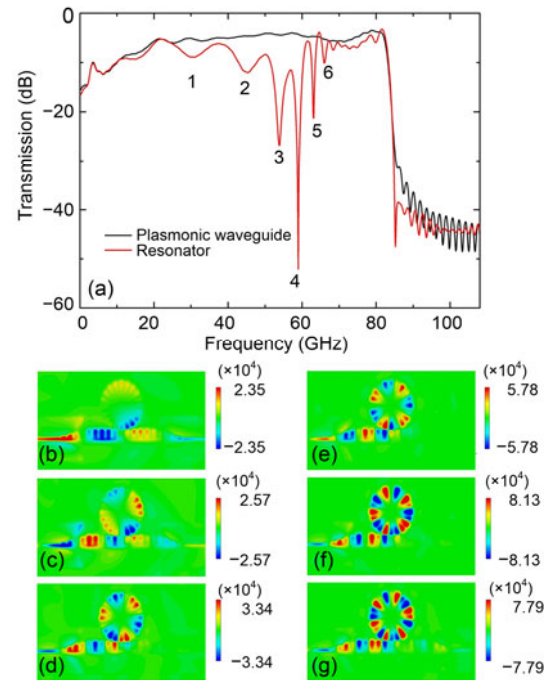 0
−20
−40
−60
Transmission (dB)
1
2
3
4
5
6
Plasmonic waveguide
Resonator
(a)
0 20 40 60 80 100
Frequency (GHz)
(×10⁴)
2.35
−2.35
(b)
(×10⁴)
5.78
−5.78
(e)
(×10⁴)
2.57
−2.57
(c)
(×10⁴)
8.13
−8.13
(f)
(×10⁴)
3.34
−3.34
(d)
(×10⁴)
7.79
−7.79
(g)